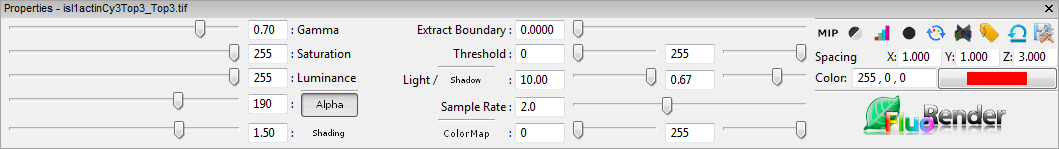 Properties - isl1actinCy3Top3_Top3.tif
0.70 : Gamma
255 : Saturation
255 : Luminance
190 : Alpha
1.50 : Shading
Extract Boundary : 0.0000
Threshold : 0 255
Light / Shadow : 10.00 0.67
Sample Rate : 2.0
ColorMap : 0 255
MIP
Spacing X: 1.000 Y: 1.000 Z: 3.000
Color: 255 , 0 , 0
FluoRender